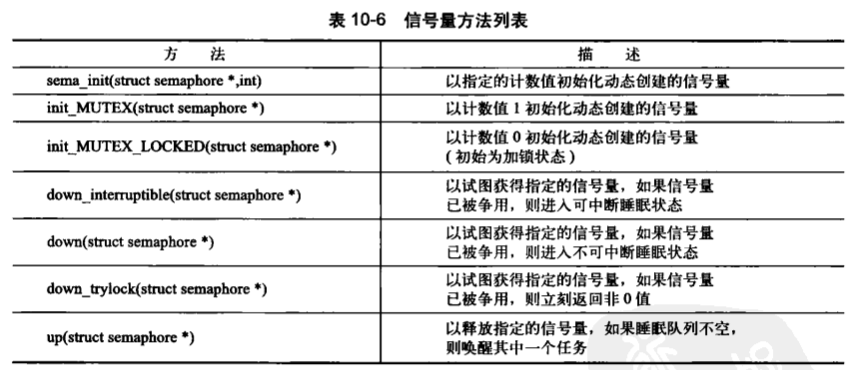 表 10-6 信号量方法列表
方 法 描 述
sema_init(struct semaphore *,int) 以指定的计数值初始化动态创建的信号量
init_MUTEX(struct semaphore *) 以计数值 1 初始化动态创建的信号量
init_MUTEX_LOCKED(struct semaphore *) 以计数值 0 初始化动态创建的信号量
(初始为加锁状态)
down_interruptible(struct semaphore *) 以试图获得指定的信号量，如果信号量
已被争用，则进入可中断睡眠状态
down(struct semaphore *) 以试图获得指定的信号量，如果信号量
已被争用，则进入不可中断睡眠状态
down_trylock(struct semaphore *) 以试图获得指定的信号量，如果信号量
已被争用，则立刻返回非 0 值
up(struct semaphore *) 以释放指定的信号量，如果睡眠队列不空，
则唤醒其中一个任务